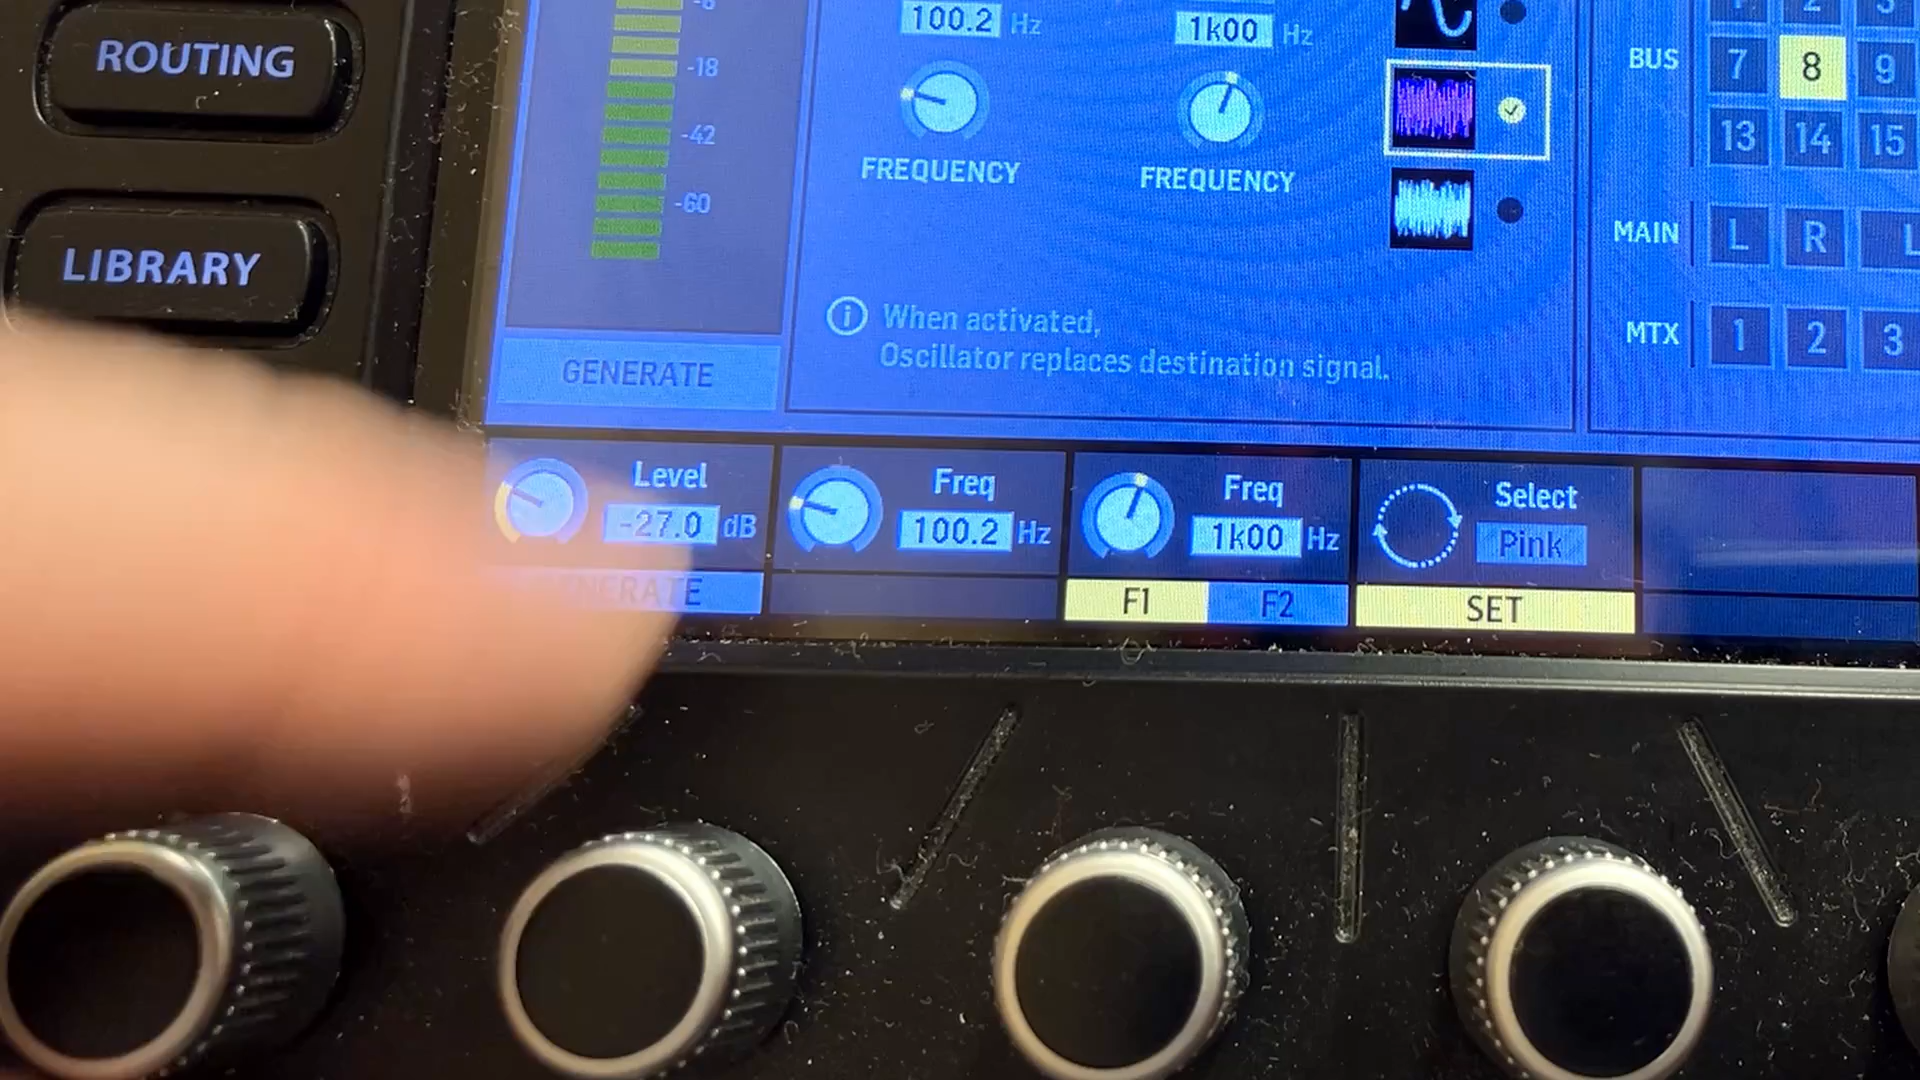 ROUTING
LIBRARY
-18
-42
-60
GENERATE
100.2 Hz
FREQUENCY
1k00 Hz
FREQUENCY
When activated,
Oscillator replaces destination signal.
BUS
7 8 9
13 14 15
MAIN L R
MTX 1 2 3
Level
-27.0 dB
GENERATE
Freq
100.2 Hz
Freq
1k00 Hz
F1 F2
Select
Pink
SET